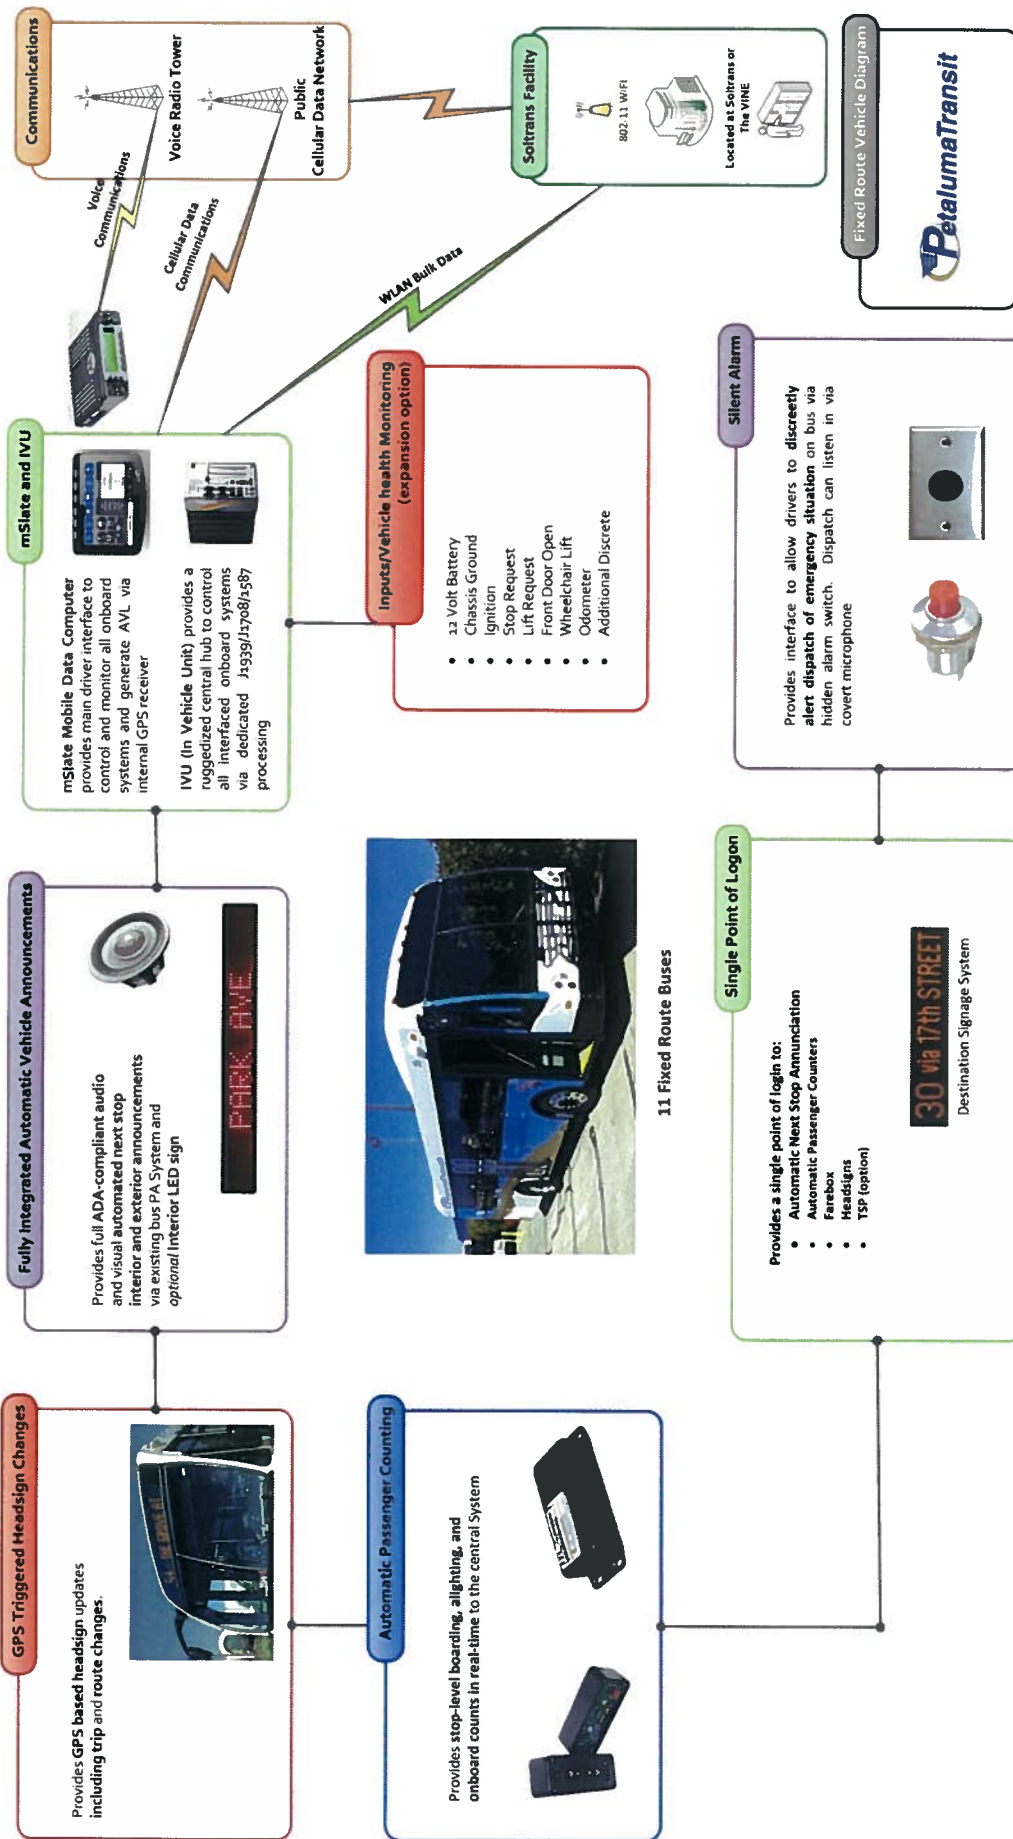 GPS Triggered Headsign Changes
Provides GPS based headsign updates
including trip and route changes.
Fully Integrated Automatic Vehicle Announcements
Provides full ADA-compliant audio
and visual automated next stop
interior and exterior announcements
via existing bus PA System and
optional Interior LED sign
PARK AVE
mSlate and IVU
mSlate Mobile Data Computer
provides main driver interface to
control and monitor all onboard
systems and generate AVL via
internal GPS receiver
IVU (In Vehicle Unit) provides a
ruggedized central hub to control
all interfaced onboard systems
via dedicated J1939/J1708/1587
processing
Voice
Communications
Cellular Data
Communications
WLAN Bulk Data
Communications
Voice Radio Tower
Public
Cellular Data Network
Automatic Passenger Counting
Provides stop-level boarding, alighting, and
onboard counts in real-time to the central System
11 Fixed Route Buses
Inputs/Vehicle health Monitoring
(expansion option)
• 12 Volt Battery
• Chassis Ground
• Ignition
• Stop Request
• Lift Request
• Front Door Open
• Wheelchair Lift
• Odometer
• Additional Discrete
Soltrans Facility
802-11 WiFi
Located at Soltrans or
The VINE
Single Point of Logon
Provides a single point of login to:
• Automatic Next Stop Annunciation
• Automatic Passenger Counters
• Farebox
• Headsigns
• TSP (option)
30 via 17th STREET
Destination Signage System
Silent Alarm
Provides interface to allow drivers to discreetly
alert dispatch of emergency situation on bus via
hidden alarm switch. Dispatch can listen in via
covert microphone
Fixed Route Vehicle Diagram
PetalumaTransit